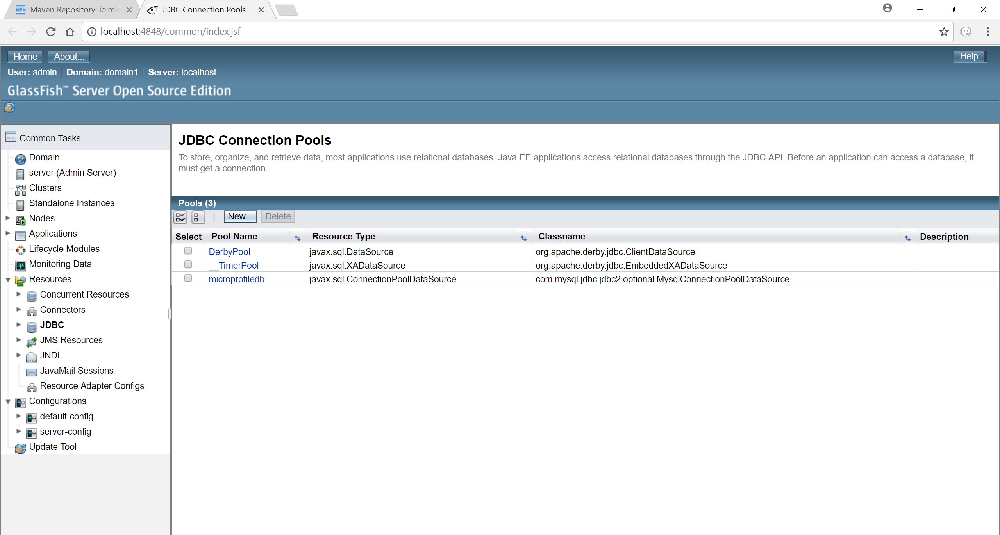 MVN Maven Repository: io.mic
JDBC Connection Pools
localhost:4848/common/index.jsf
Home About... Help
User: admin Domain: domain1 Server: localhost
GlassFish™ Server Open Source Edition
Common Tasks
Domain
server (Admin Server)
Clusters
Standalone Instances
Nodes
Applications
Lifecycle Modules
Monitoring Data
Resources
Concurrent Resources
Connectors
JDBC
JMS Resources
JNDI
JavaMail Sessions
Resource Adapter Configs
Configurations
default-config
server-config
Update Tool
JDBC Connection Pools
To store, organize, and retrieve data, most applications use relational databases. Java EE applications access relational databases through the JDBC API. Before an application can access a database, it
must get a connection.
Pools (3)
New... Delete
Select Pool Name Resource Type Classname Description
DerbyPool javax.sql.DataSource org.apache.derby.jdbc.ClientDataSource
__TimerPool javax.sql.XADataSource org.apache.derby.jdbc.EmbeddedXADataSource
microprofiledb javax.sql.ConnectionPoolDataSource com.mysql.jdbc.jdbc2.optional.MysqlConnectionPoolDataSource